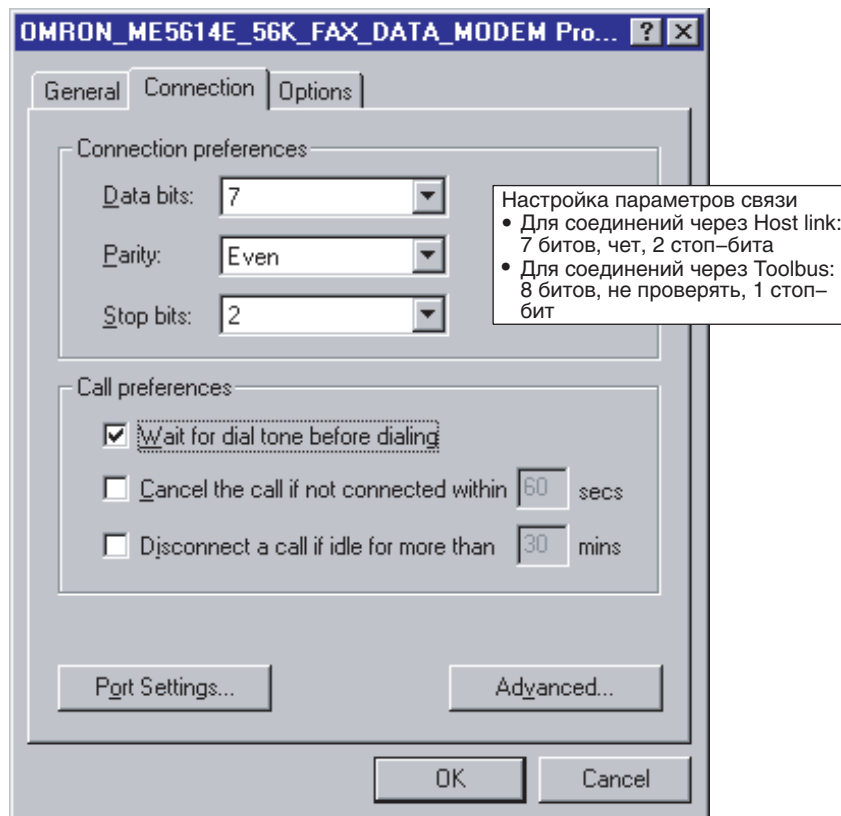 OMRON_ME5614E_56K_FAX_DATA_MODEM Pro... ? ×
General Connection Options
Connection preferences
Data bits: 7
Parity: Even
Stop bits: 2
Настройка параметров связи
• Для соединений через Host link:
7 битов, чет, 2 стоп–бита
• Для соединений через Toolbus:
8 битов, не проверять, 1 стоп–
бит
Call preferences
Wait for dial tone before dialing
Cancel the call if not connected within 60 secs
Disconnect a call if idle for more than 30 mins
Port Settings... Advanced...
OK Cancel